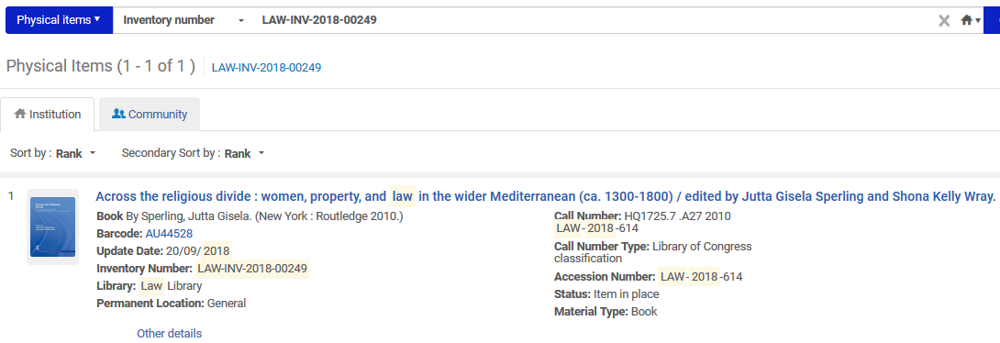 Physical items Inventory number LAW-INV-2018-00249
Physical Items (1 - 1 of 1 ) LAW-INV-2018-00249
Institution Community
Sort by : Rank Secondary Sort by : Rank
1 Across the religious divide : women, property, and law in the wider Mediterranean (ca. 1300-1800) / edited by Jutta Gisela Sperling and Shona Kelly Wray.
Book By Sperling, Jutta Gisela. (New York : Routledge 2010.)
Barcode: AU44528
Update Date: 20/09/ 2018
Inventory Number: LAW-INV-2018-00249
Library: Law Library
Permanent Location: General
Other details
Call Number: HQ1725.7 .A27 2010
LAW - 2018 -614
Call Number Type: Library of Congress
classification
Accession Number: LAW - 2018 -614
Status: Item in place
Material Type: Book